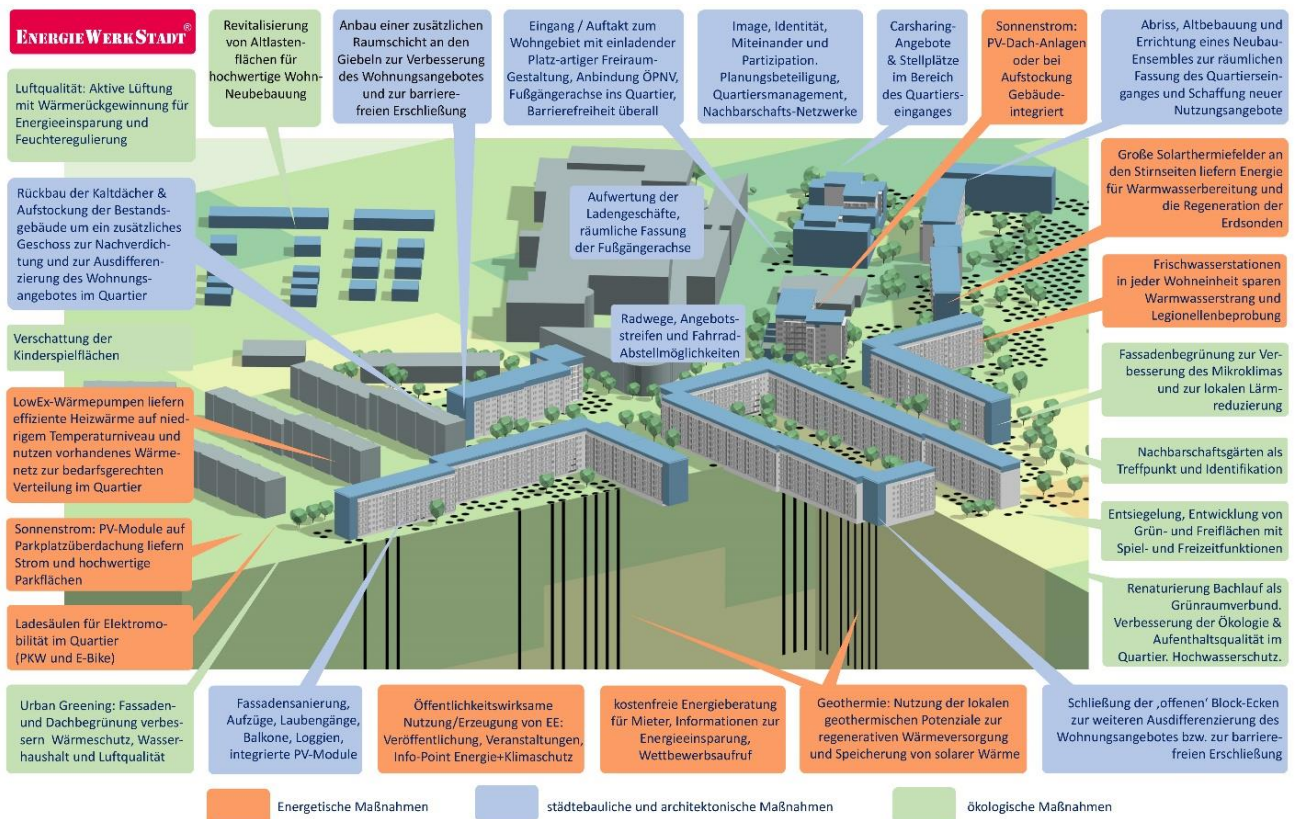 ENERGIEWERKSTADT®
Revitalisierung
von Altlasten-
flächen für
hochwertige Wohn-
Neubebauung
Anbau einer zusätzlichen
Raumschicht an den
Giebeln zur Verbesserung
des Wohnungsangebotes
und zur barriere-
freien Erschließung
Eingang / Auftakt zum
Wohngebiet mit einladender
Platz-artiger Freiraum-
Gestaltung, Anbindung ÖPNV,
Fußgängerachse ins Quartier,
Barrierefreiheit überall
Image, Identität,
Miteinander und
Partizipation.
Planungsbeteiligung,
Quartiersmanagement,
Nachbarschafts-Netzwerke
Carsharing-
Angebote
& Stellplätze
im Bereich
des Quartiers-
einganges
Sonnenstrom:
PV-Dach-Anlagen
oder bei
Aufstockung
Gebäude-
integriert
Abriss, Altbebauung und
Errichtung eines Neubau-
Ensembles zur räumlichen
Fassung des Quartiersein-
ganges und Schaffung neuer
Nutzungsangebote
Luftqualität: Aktive Lüftung
mit Wärmerückgewinnung für
Energieeinsparung und
Feuchteregulierung
Rückbau der Kaltdächer &
Aufstockung der Bestands-
gebäude um ein zusätzliches
Geschoss zur Nachverdich-
tung und zur Ausdifferen-
zierung des Wohnungs-
angebotes im Quartier
Aufwertung der
Ladengeschäfte,
räumliche Fassung
der Fußgängerachse
Große Solarthermiefelder an
den Stirnseiten liefern Energie
für Warmwasserbereitung und
die Regeneration der
Erdsonden
Frischwasserstationen
in jeder Wohneinheit sparen
Warmwasserstrang und
Legionellenbeprobung
Radwege, Angebots-
streifen und Fahrrad-
Abstellmöglichkeiten
Verschattung der
Kinderspielflächen
Fassadenbegrünung zur Ver-
besserung des Mikroklimas
und zur lokalen Lärm-
reduzierung
LowEx-Wärmepumpen liefern
effiziente Heizwärme auf nied-
rigem Temperaturniveau und
nutzen vorhandenes Wärme-
netz zur bedarfsgerechten
Verteilung im Quartier
Nachbarschaftsgärten als
Treffpunkt und Identifikation
Sonnenstrom: PV-Module auf
Parkplatzüberdachung liefern
Strom und hochwertige
Parkflächen
Entsiegelung, Entwicklung von
Grün- und Freiflächen mit
Spiel- und Freizeitfunktionen
Ladesäulen für Elektromo-
bilität im Quartier
(PKW und E-Bike)
Renaturierung Bachlauf als
Grünraumverbund.
Verbesserung der Ökologie &
Aufenthaltsqualität im
Quartier. Hochwasserschutz.
Urban Greening: Fassaden-
und Dachbegrünung verbes-
sern Wärmeschutz, Wasser-
haushalt und Luftqualität
Fassadensanierung,
Aufzüge, Laubengänge,
Balkone, Loggien,
integrierte PV-Module
Öffentlichkeitswirksame
Nutzung/Erzeugung von EE:
Veröffentlichung, Veranstaltungen,
Info-Point Energie+Klimaschutz
kostenfreie Energieberatung
für Mieter, Informationen zur
Energieeinsparung,
Wettbewerbsaufruf
Geothermie: Nutzung der lokalen
geothermischen Potenziale zur
regenerativen Wärmeversorgung
und Speicherung von solarer Wärme
Schließung der ‚offenen' Block-Ecken
zur weiteren Ausdifferenzierung des
Wohnungsangebotes bzw. zur barriere-
freien Erschließung
Energetische Maßnahmen
städtebauliche und architektonische Maßnahmen
ökologische Maßnahmen